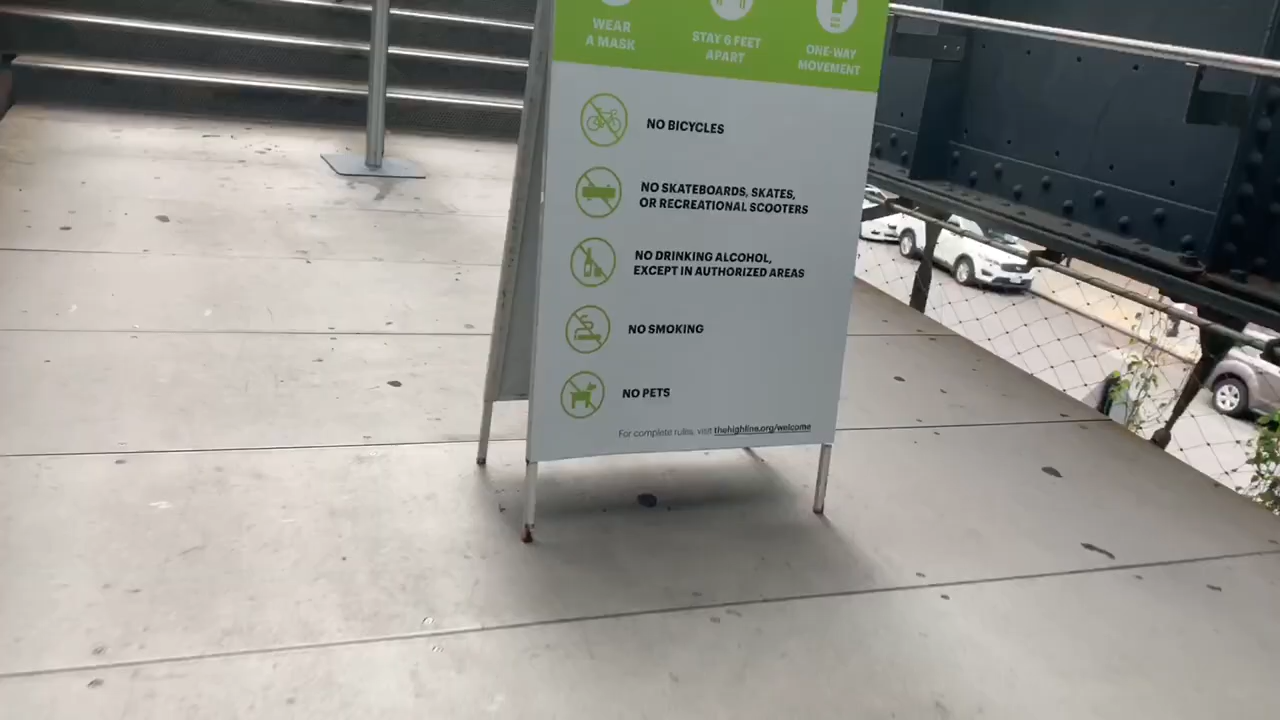 WEAR
A MASK
STAY 6 FEET
APART
ONE-WAY
MOVEMENT
NO BICYCLES
NO SKATEBOARDS, SKATES,
OR RECREATIONAL SCOOTERS
NO DRINKING ALCOHOL,
EXCEPT IN AUTHORIZED AREAS
NO SMOKING
NO PETS
For complete rules, visit thehighline.org/welcome